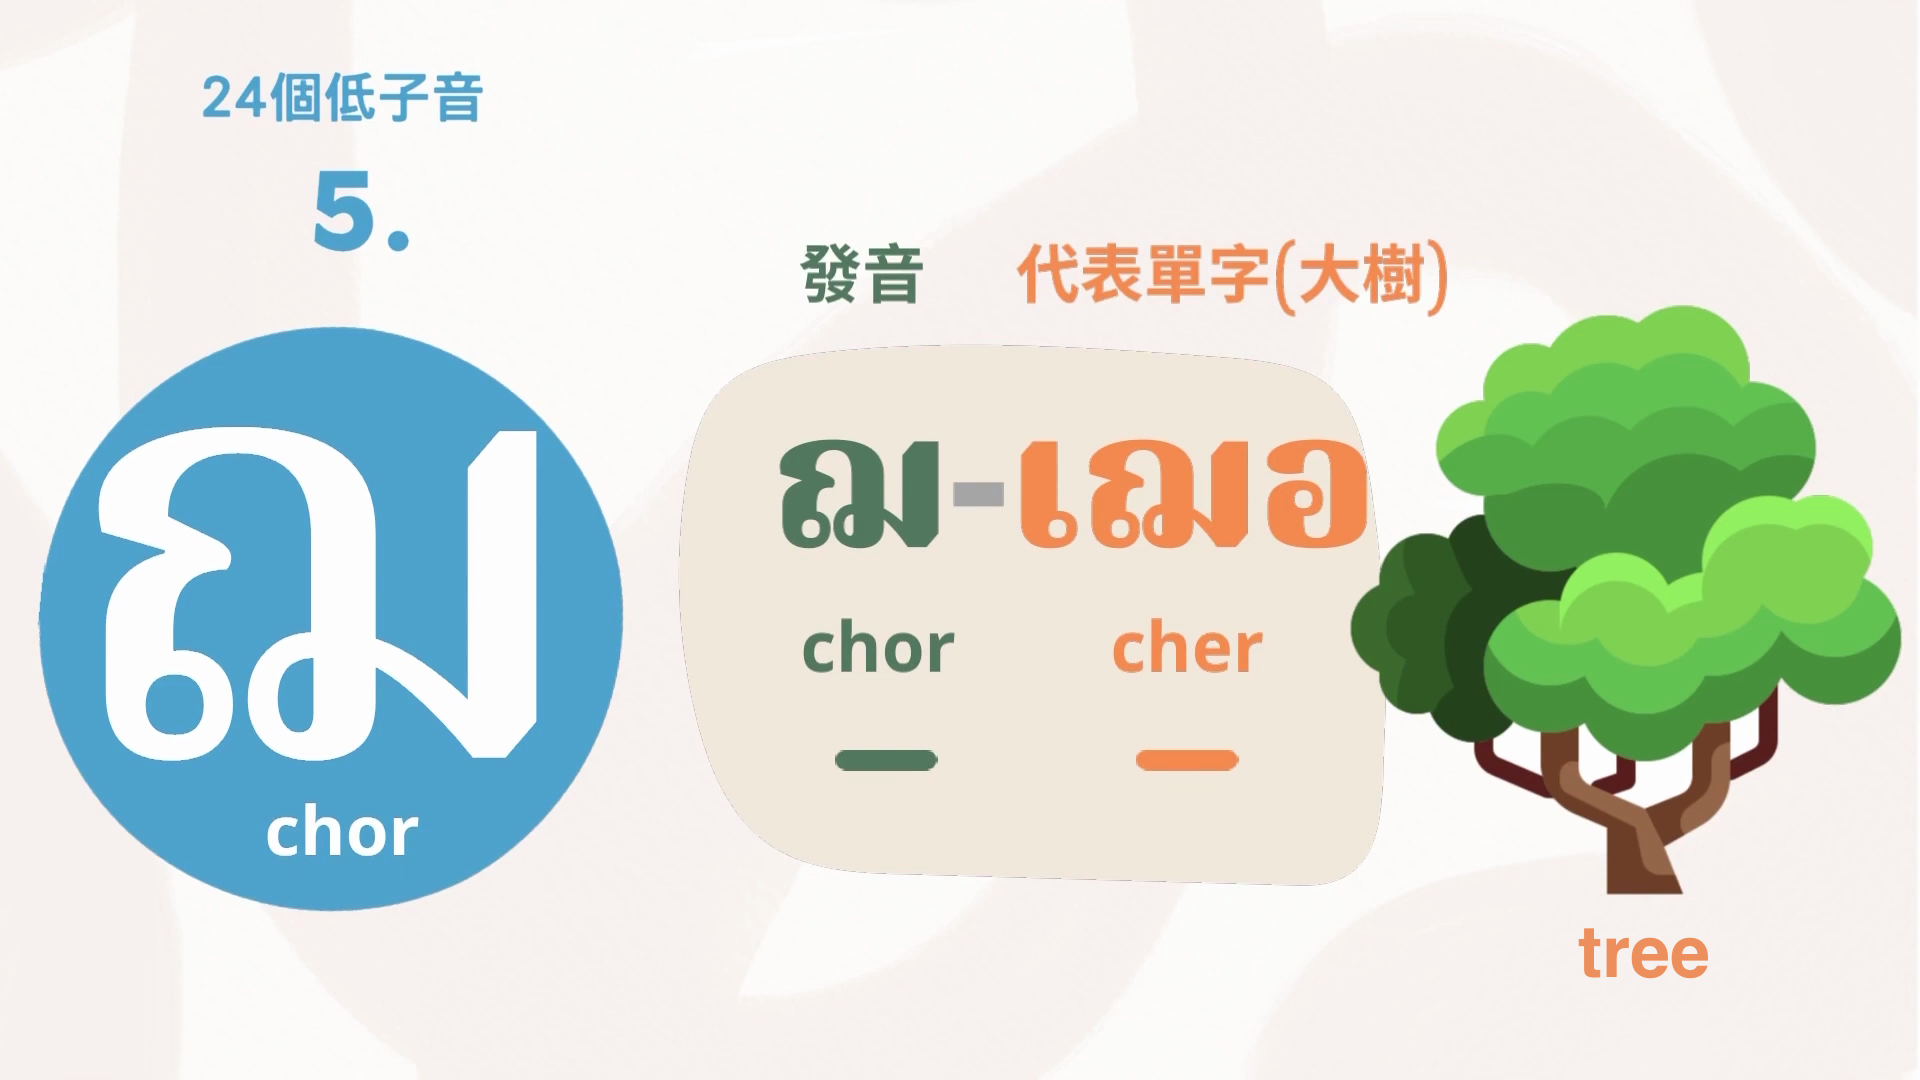 24個低子音
5.
發音 代表單字(大樹)
ฌ
ฌ-เฌอ
chor cher
chor
tree